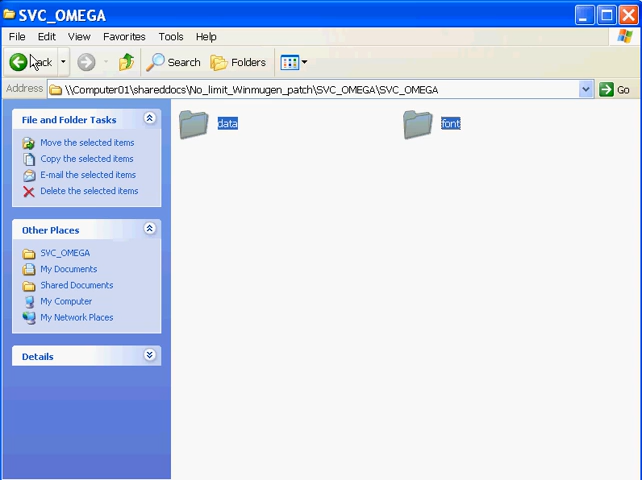 SVC_OMEGA
File Edit View Favorites Tools Help
Back Search Folders
Address \\Computer01\shareddocs\No_limit_Winmugen_patch\SVC_OMEGA\SVC_OMEGA Go
File and Folder Tasks
Move the selected items
Copy the selected items
E-mail the selected items
Delete the selected items
Other Places
SVC_OMEGA
My Documents
Shared Documents
My Computer
My Network Places
Details
data
font